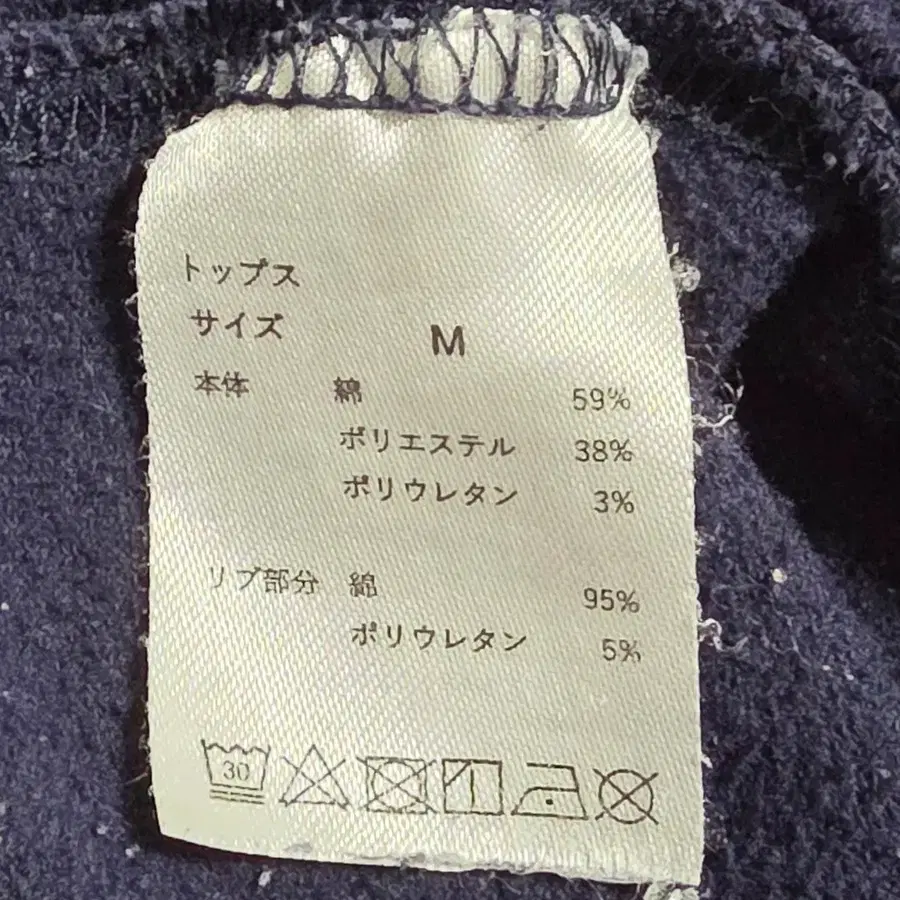 トップス
サイズ M
本体 綿 59%
ポリエステル 38%
ポリウレタン 3%
リブ部分 綿 95%
ポリウレタン 5%
30